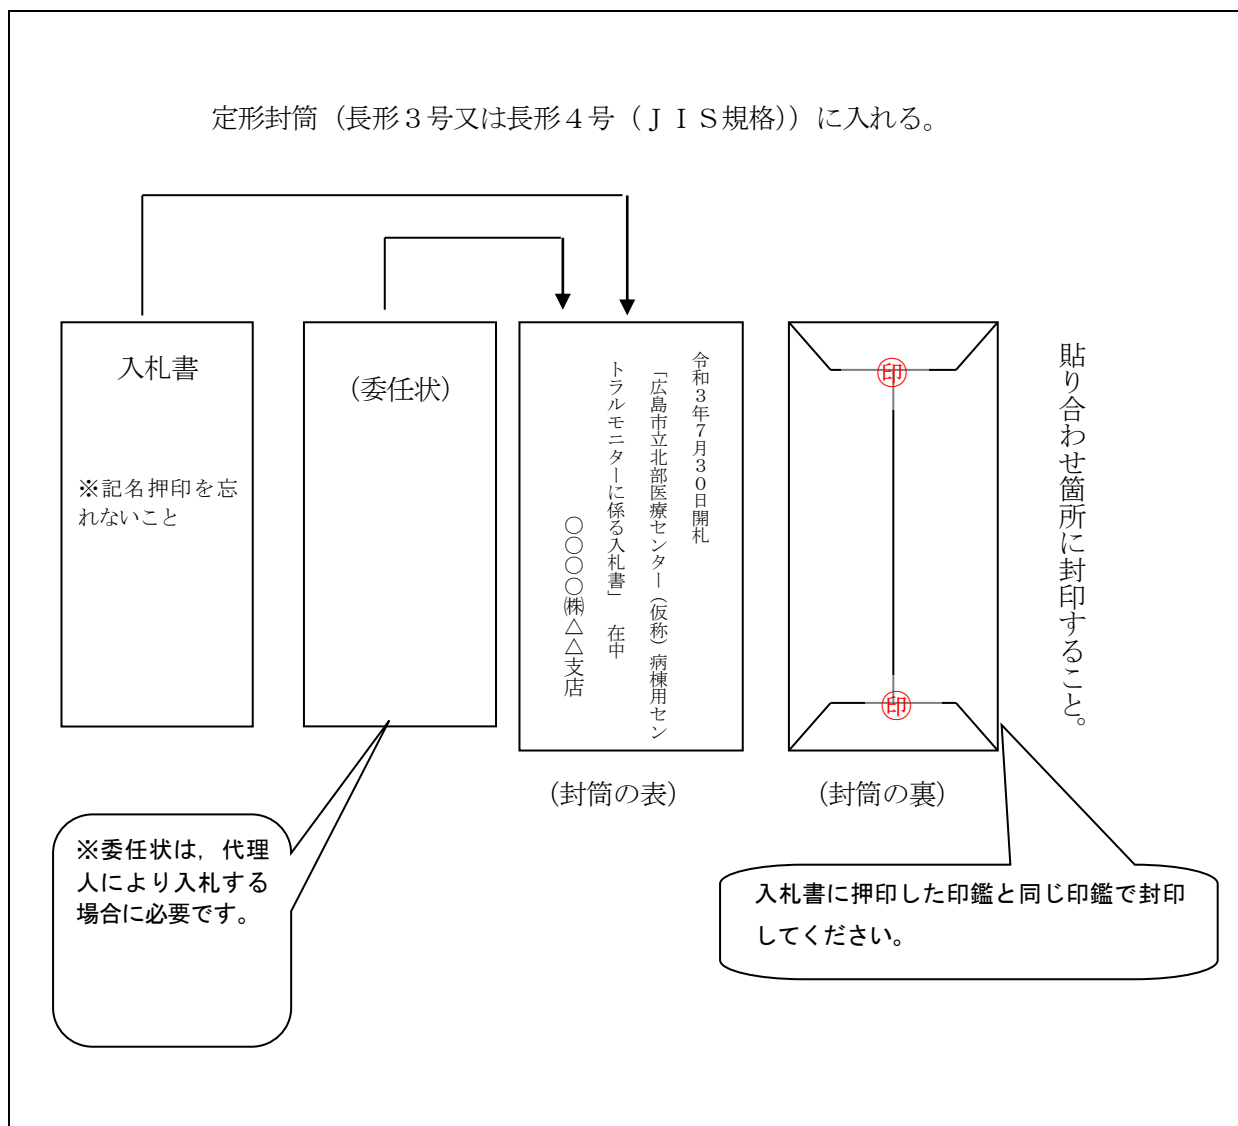 定形封筒（長形３号又は長形４号（ＪＩＳ規格））に入れる。
入札書
※記名押印を忘
れないこと
（委任状）
令和３年７月３０日開札
「広島市立北部医療センター（仮称）病棟用セン
トラルモニターに係る入札書」　在中
○○○○㈱△△支店
印
印
貼り合わせ箇所に封印すること。
（封筒の表）
（封筒の裏）
※委任状は，代理
人により入札する
場合に必要です。
入札書に押印した印鑑と同じ印鑑で封印
してください。